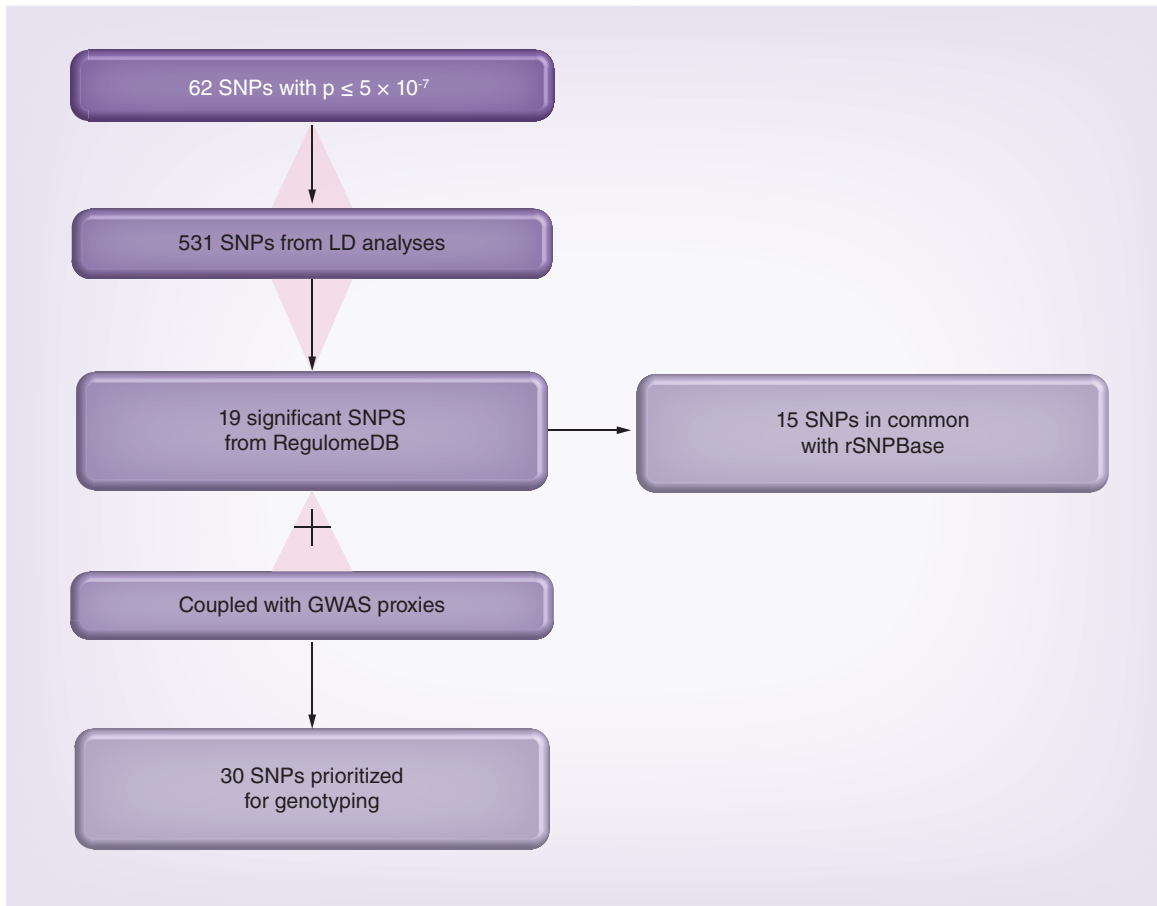 62 SNPs with p ≤ 5 × 10⁻⁷
531 SNPs from LD analyses
19 significant SNPS
from RegulomeDB
15 SNPs in common
with rSNPBase
Coupled with GWAS proxies
30 SNPs prioritized
for genotyping